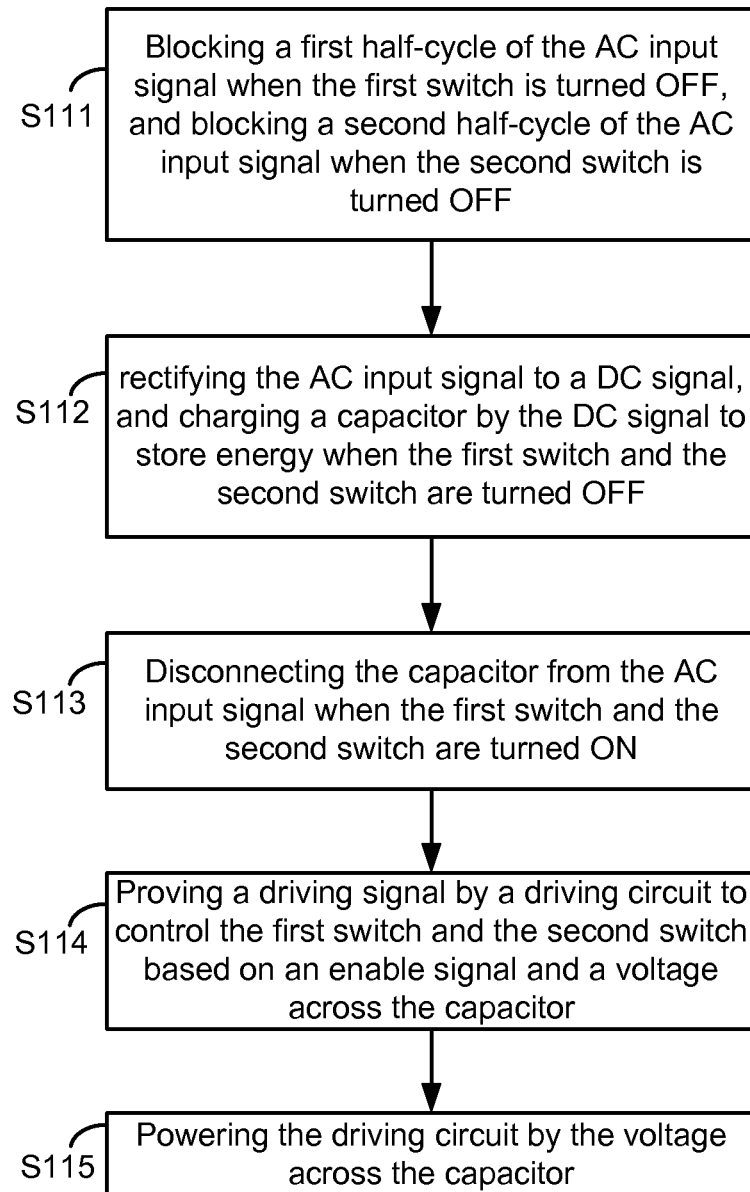 Blocking a first half-cycle of the AC input
signal when the first switch is turned OFF,
and blocking a second half-cycle of the AC
input signal when the second switch is
turned OFF
S111
rectifying the AC input signal to a DC signal,
and charging a capacitor by the DC signal to
store energy when the first switch and the
second switch are turned OFF
S112
Disconnecting the capacitor from the AC
input signal when the first switch and the
second switch are turned ON
S113
Proving a driving signal by a driving circuit to
control the first switch and the second switch
based on an enable signal and a voltage
across the capacitor
S114
Powering the driving circuit by the voltage
across the capacitor
S115